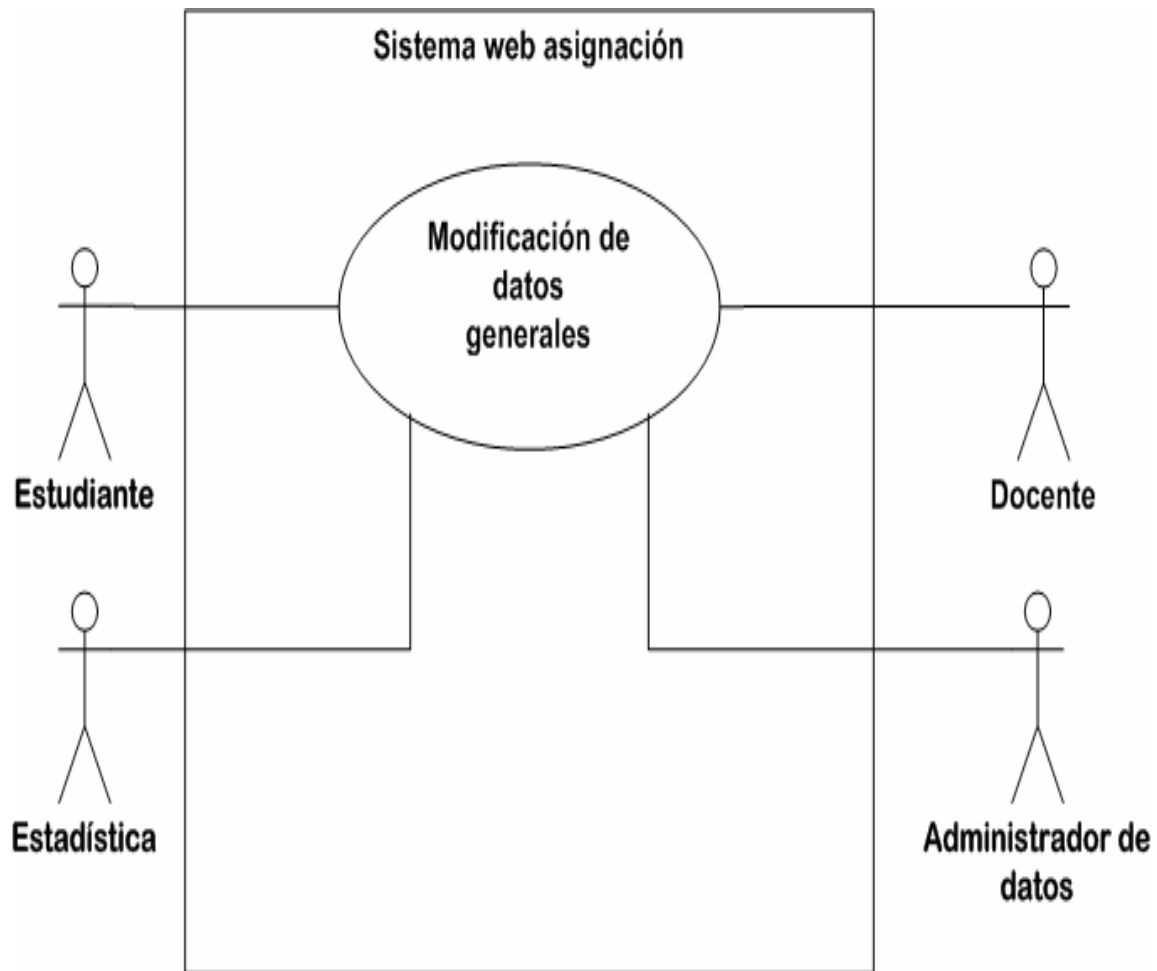 Sistema web asignación
Modificación de
datos
generales
Estudiante
Docente
Estadística
Administrador de
datos